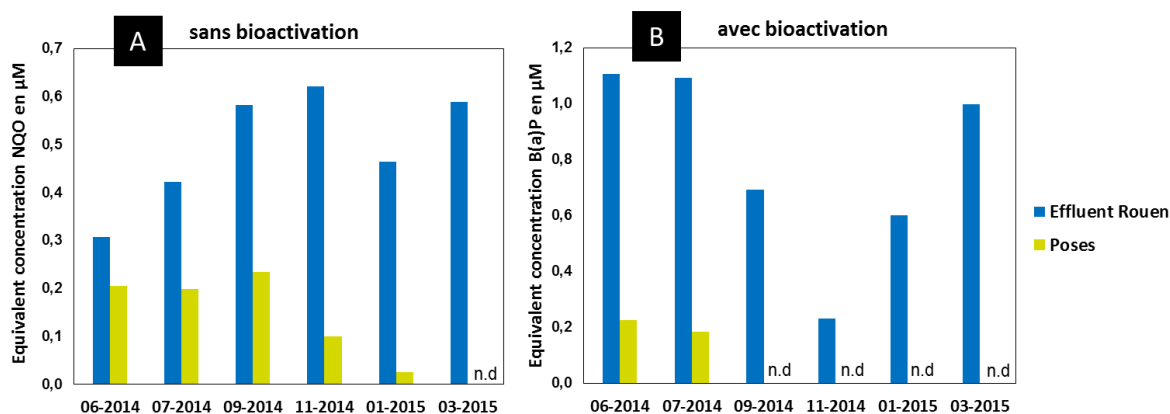 A
sans bioactivation
Equivalent concentration NQO en µM
0,7
0,6
0,5
0,4
0,3
0,2
0,1
0,0
n.d
06-2014 07-2014 09-2014 11-2014 01-2015 03-2015
B
avec bioactivation
Equivalent concentration B(a)P en µM
1,2
1,0
0,8
0,6
0,4
0,2
0,0
n.d n.d n.d n.d
06-2014 07-2014 09-2014 11-2014 01-2015 03-2015
Effluent Rouen
Poses